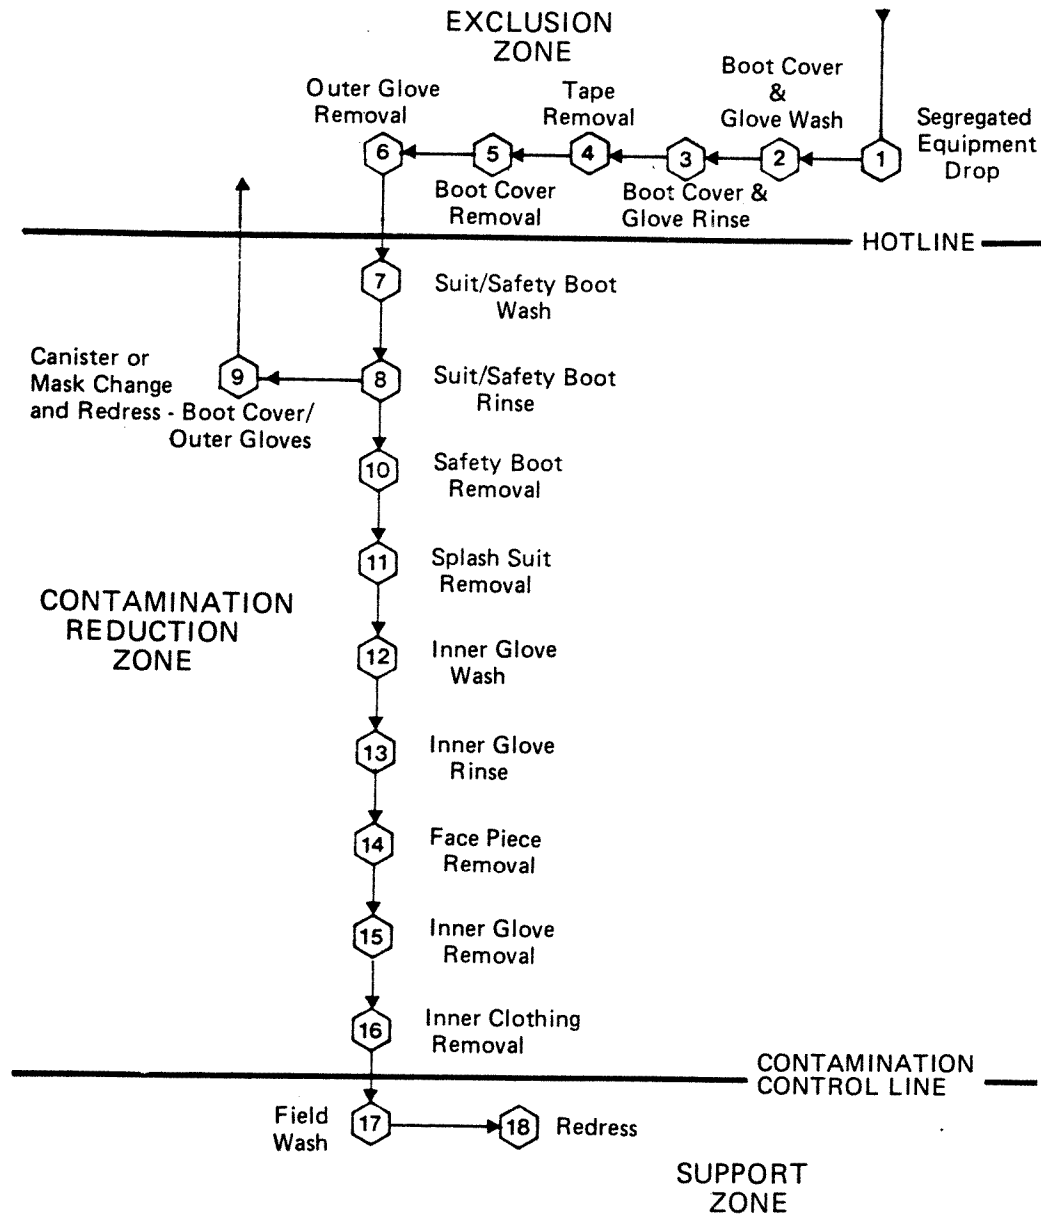 EXCLUSION
ZONE
Outer Glove
Removal
Tape
Removal
Boot Cover
&
Glove Wash
Segregated
Equipment
Drop
6
5
4
3
2
1
Boot Cover
Removal
Boot Cover &
Glove Rinse
HOTLINE
7
Suit/Safety Boot
Wash
Canister or
Mask Change
and Redress - Boot Cover/
Outer Gloves
9
8
Suit/Safety Boot
Rinse
10
Safety Boot
Removal
11
Splash Suit
Removal
CONTAMINATION
REDUCTION
ZONE
12
Inner Glove
Wash
13
Inner Glove
Rinse
14
Face Piece
Removal
15
Inner Glove
Removal
16
Inner Clothing
Removal
CONTAMINATION
CONTROL LINE
Field
Wash
17
18
Redress
SUPPORT
ZONE